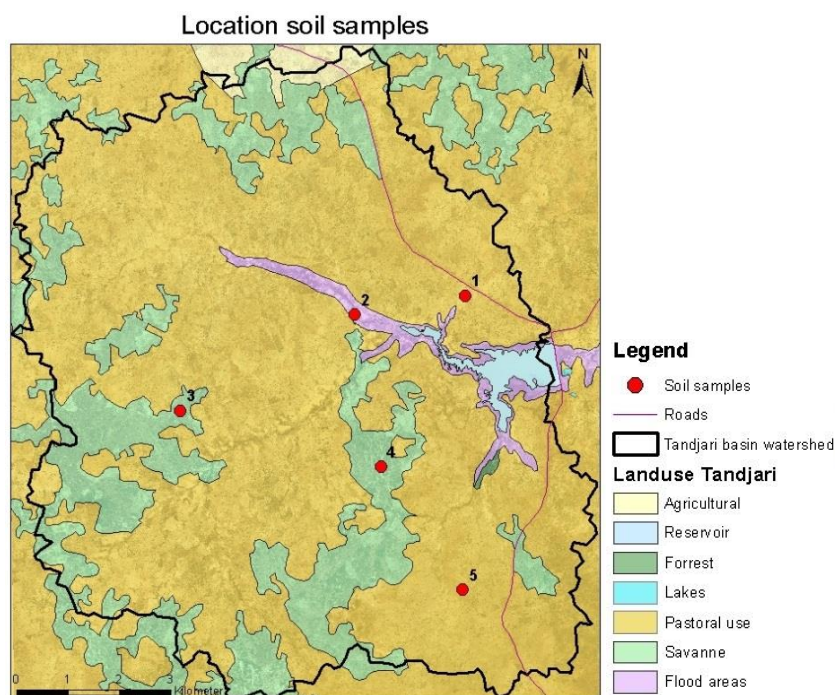 Location soil samples
N
1
2
3
4
5
0 1 2 3
Kilometer
Legend
Soil samples
Roads
Tandjari basin watershed
Landuse Tandjari
Agricultural
Reservoir
Forrest
Lakes
Pastoral use
Savanne
Flood areas